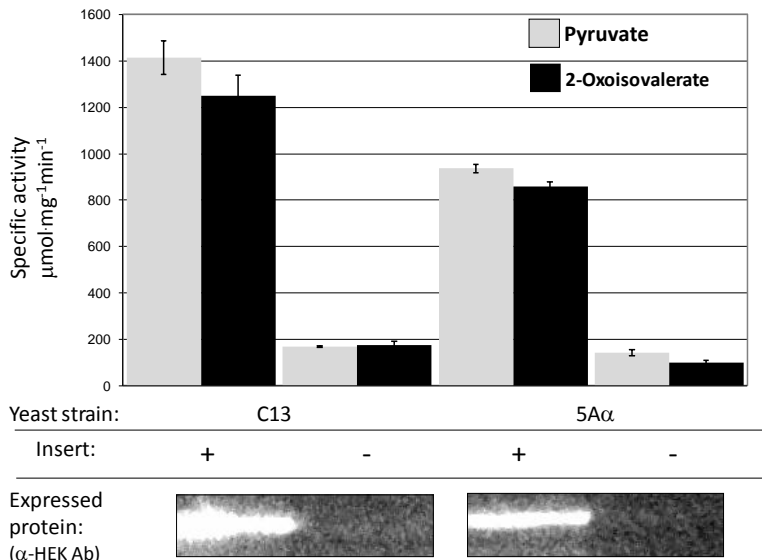 1600
1400
1200
1000
800
600
400
200
0
Specific activity
μmol·mg⁻¹min⁻¹
Pyruvate
2-Oxoisovalerate
Yeast strain: C13 5Aα
Insert: + - + -
Expressed
protein:
(α-HEK Ab)